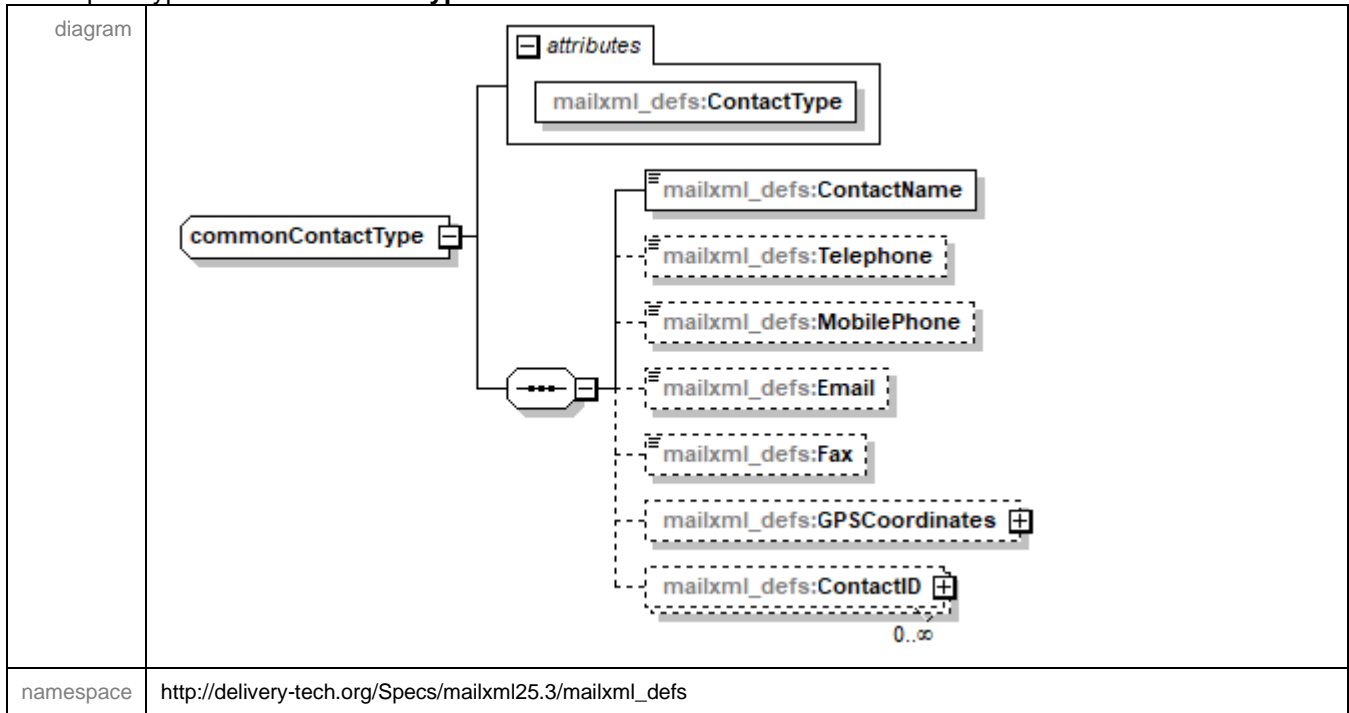 diagram
attributes
mailxml_defs:ContactType
mailxml_defs:ContactName
commonContactType
mailxml_defs:Telephone
mailxml_defs:MobilePhone
mailxml_defs:Email
mailxml_defs:Fax
mailxml_defs:GPSCoordinates
mailxml_defs:ContactID
0..∞
namespace http://delivery-tech.org/Specs/mailxml25.3/mailxml_defs